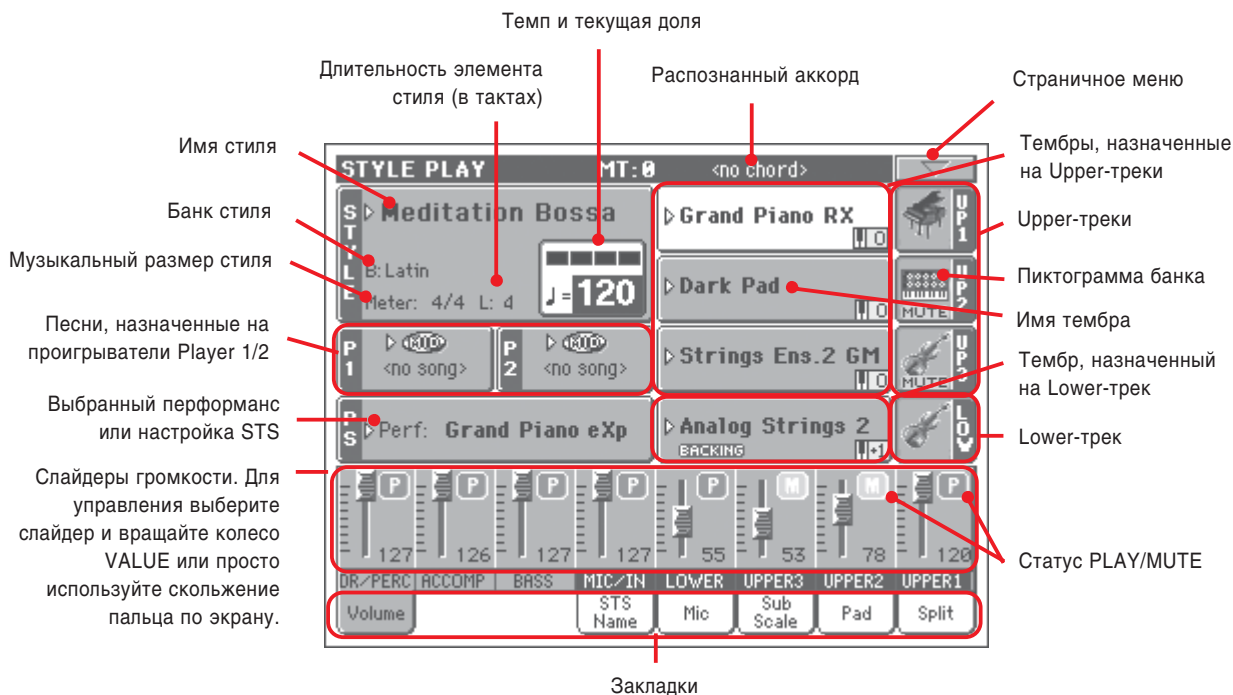 Темп и текущая доля
Длительность элемента
стиля (в тактах)
Распознанный аккорд
Страничное меню
Имя стиля
Банк стиля
Музыкальный размер стиля
Песни, назначенные на
проигрыватели Player 1/2
Выбранный перформанс
или настройка STS
Слайдеры громкости. Для
управления выберите
слайдер и вращайте колесо
VALUE или просто
используйте скольжение
пальца по экрану.
STYLE PLAY MT:0 <no chord>
STYLE
Meditation Bossa
B: Latin
Meter: 4/4 L: 4
♩=120
Grand Piano RX
0
UP1
Dark Pad
0
MUTE
UP2
P1
MID
<no song>
P2
MID
<no song>
Strings Ens.2 GM
0
MUTE
UP3
PS
Perf: Grand Piano eXp
Analog Strings 2
BACKING
+1
LOW
P P P P P M M P
127 126 127 127 55 53 78 120
DR/PERC ACCOMP BASS MIC/IN LOWER UPPER3 UPPER2 UPPER1
Volume
STS
Name
Mic
Sub
Scale
Pad
Split
Тембры, назначенные
на Upper-треки
Upper-треки
Пиктограмма банка
Имя тембра
Тембр, назначенный
на Lower-трек
Lower-трек
Статус PLAY/MUTE
Закладки